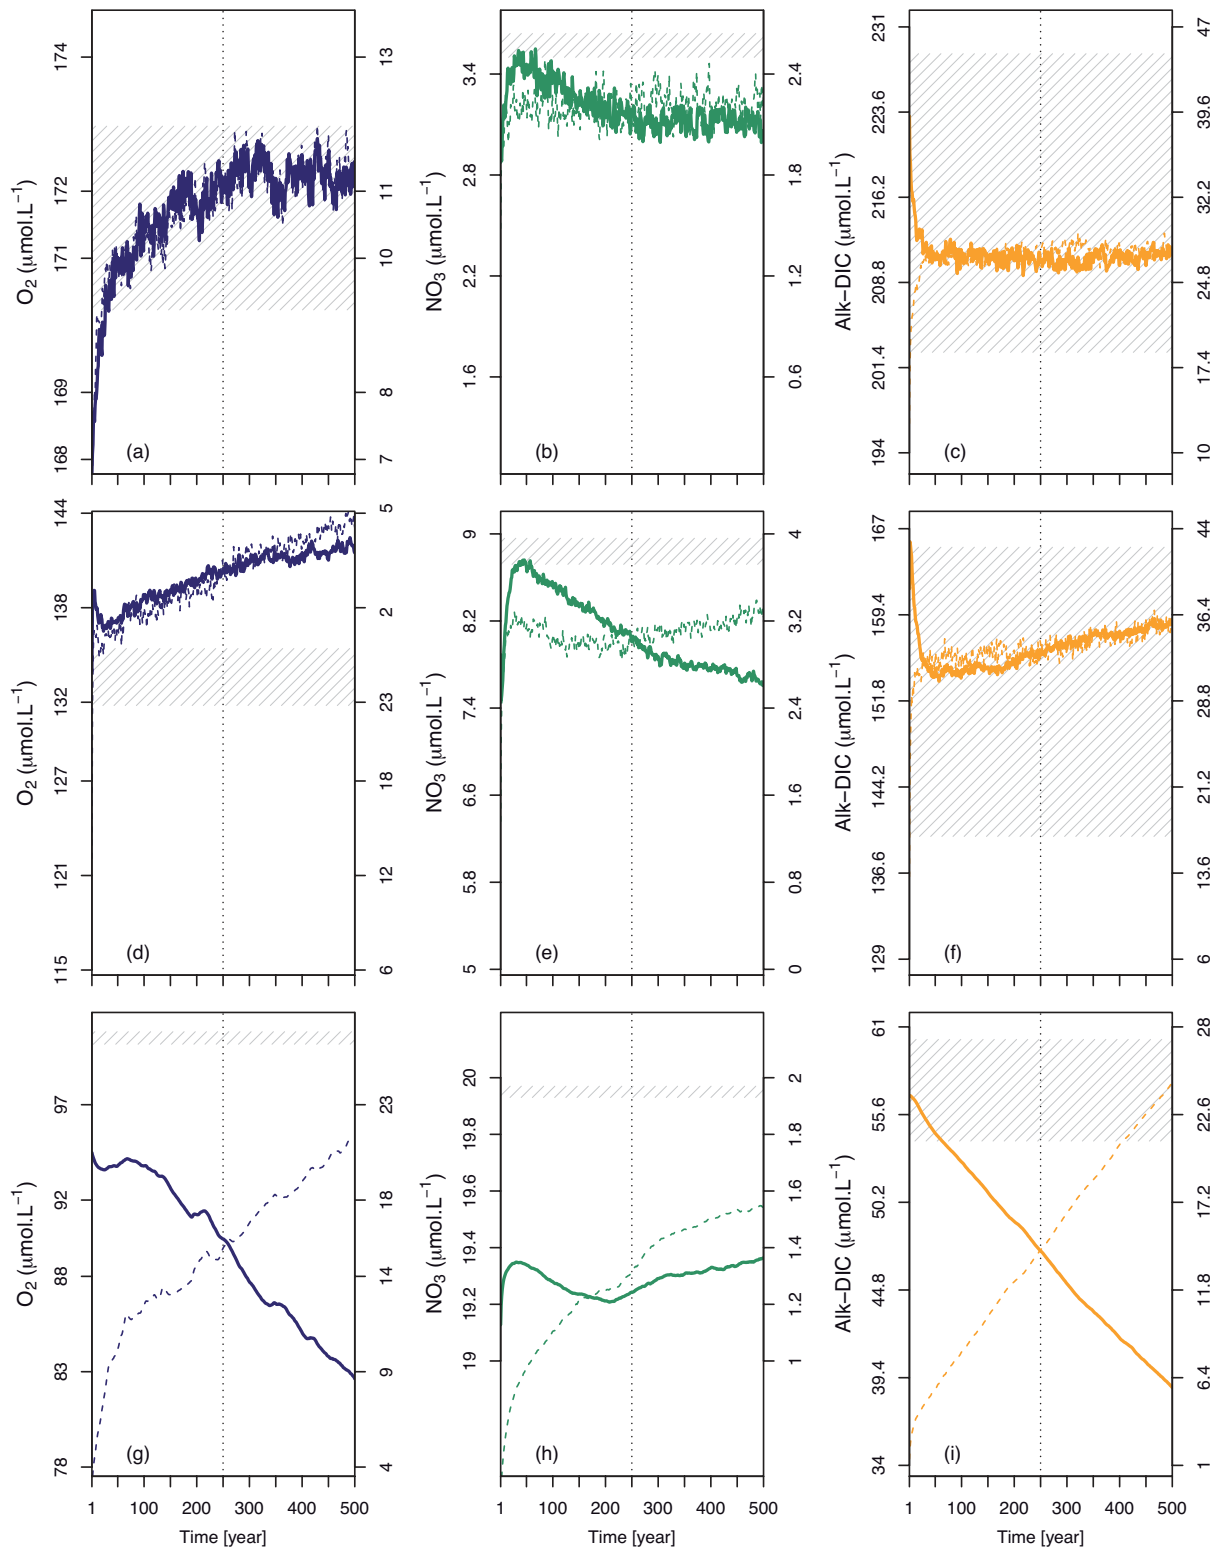 O₂ (µmol.L⁻¹)
168 169 171 172 174
7 8 10 11 13
(a)
NO₃ (µmol.L⁻¹)
1.6 2.2 2.8 3.4
0.6 1.2 1.8 2.4
(b)
Alk−DIC (µmol.L⁻¹)
194 201.4 208.8 216.2 223.6 231
10 17.4 24.8 32.2 39.6 47
(c)
O₂ (µmol.L⁻¹)
115 121 127 132 138 144
6 12 18 23 2 5
(d)
NO₃ (µmol.L⁻¹)
5 5.8 6.6 7.4 8.2 9
0 0.8 1.6 2.4 3.2 4
(e)
Alk−DIC (µmol.L⁻¹)
129 136.6 144.2 151.8 159.4 167
6 13.6 21.2 28.8 36.4 44
(f)
O₂ (µmol.L⁻¹)
78 83 88 92 97
4 9 14 18 23
(g)
1 100 200 300 400 500
Time [year]
NO₃ (µmol.L⁻¹)
19 19.2 19.4 19.6 19.8 20
1 1.2 1.4 1.6 1.8 2
(h)
1 100 200 300 400 500
Time [year]
Alk−DIC (µmol.L⁻¹)
34 39.4 44.8 50.2 55.6 61
1 6.4 11.8 17.2 22.6 28
(i)
1 100 200 300 400 500
Time [year]